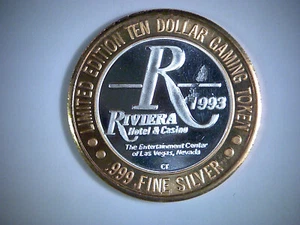 LIMITED EDITION TEN DOLLAR GAMING TOKEN
R
1993
RIVIERA
Hotel & Casino
The Entertainment Center
of Las Vegas, Nevada
CT
.999 FINE SILVER